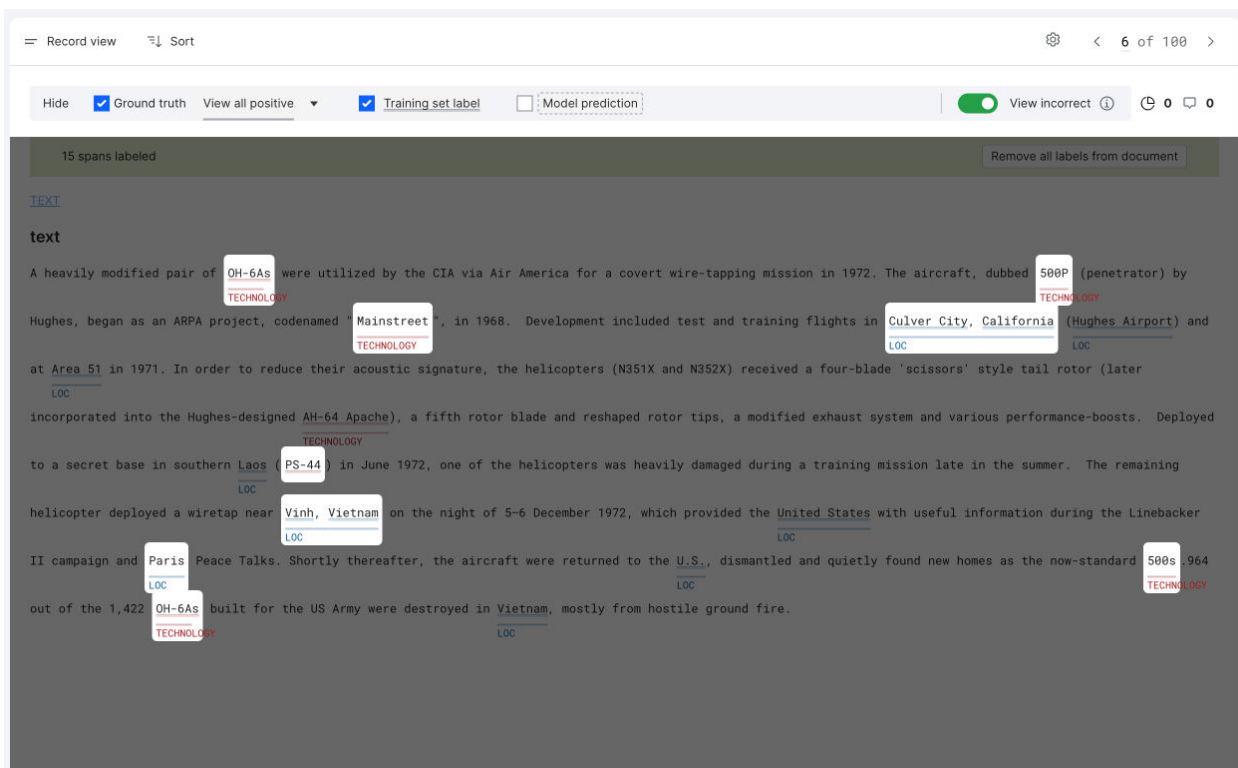 Record view Sort 6 of 100
Hide Ground truth View all positive Training set label Model prediction View incorrect 0 0
15 spans labeled Remove all labels from document
TEXT
text
A heavily modified pair of OH-6As were utilized by the CIA via Air America for a covert wire-tapping mission in 1972. The aircraft, dubbed 500P (penetrator) by
TECHNOLOGY TECHNOLOGY
Hughes, began as an ARPA project, codenamed "Mainstreet", in 1968. Development included test and training flights in Culver City, California (Hughes Airport) and
TECHNOLOGY LOC LOC
at Area 51 in 1971. In order to reduce their acoustic signature, the helicopters (N351X and N352X) received a four-blade 'scissors' style tail rotor (later
LOC
incorporated into the Hughes-designed AH-64 Apache), a fifth rotor blade and reshaped rotor tips, a modified exhaust system and various performance-boosts. Deployed
TECHNOLOGY
to a secret base in southern Laos (PS-44) in June 1972, one of the helicopters was heavily damaged during a training mission late in the summer. The remaining
LOC
helicopter deployed a wiretap near Vinh, Vietnam on the night of 5–6 December 1972, which provided the United States with useful information during the Linebacker
LOC LOC
II campaign and Paris Peace Talks. Shortly thereafter, the aircraft were returned to the U.S., dismantled and quietly found new homes as the now-standard 500s.964
LOC LOC TECHNOLOGY
out of the 1,422 OH-6As built for the US Army were destroyed in Vietnam, mostly from hostile ground fire.
TECHNOLOGY LOC